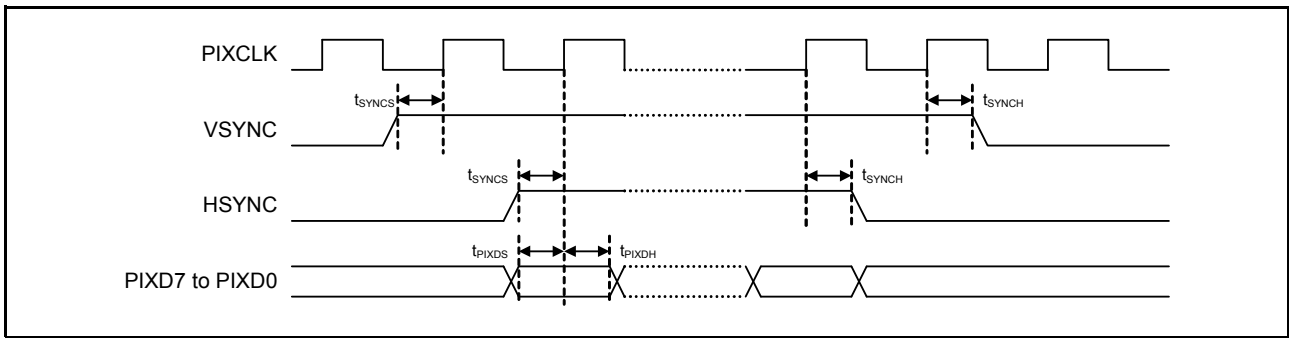 PIXCLK
tSYNCS
tSYNCH
VSYNC
tSYNCS
tSYNCH
HSYNC
tPIXDS
tPIXDH
PIXD7 to PIXD0